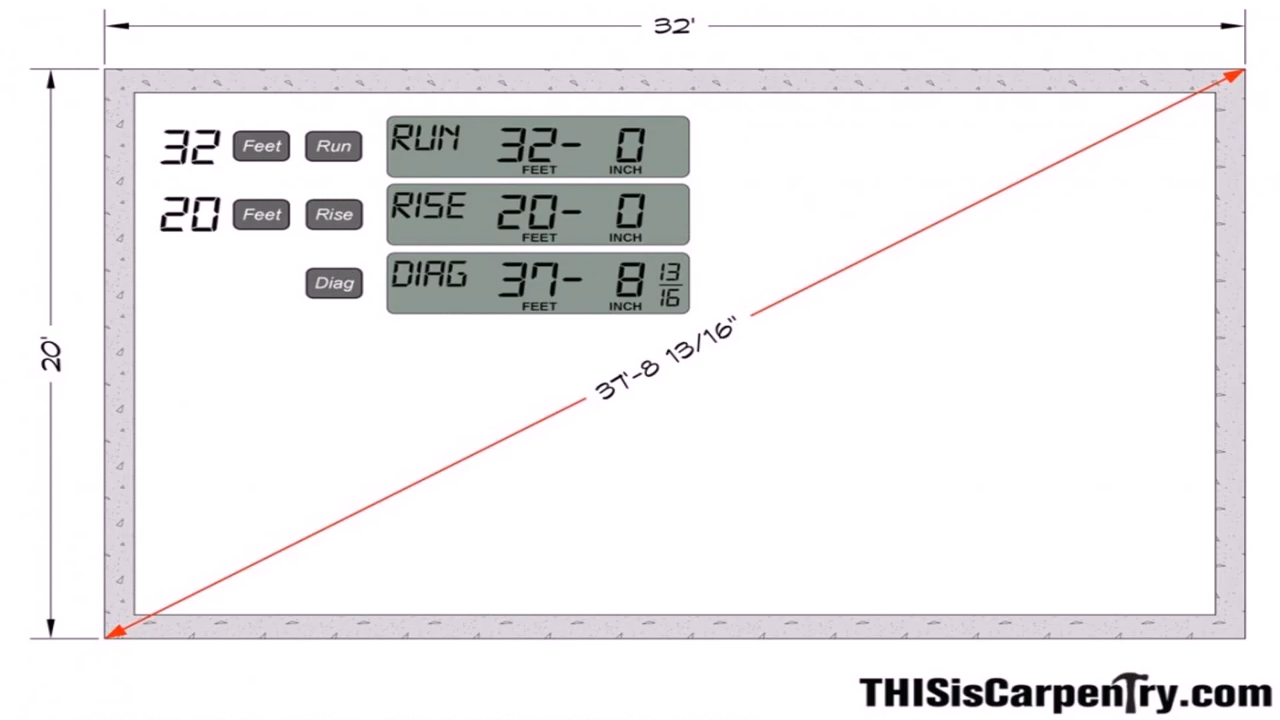 32'
32 Feet Run RUN 32- 0
FEET INCH
20 Feet Rise RISE 20- 0
FEET INCH
Diag DIAG 37- 8 13/16
FEET INCH
20'
37'-8 13/16"
THISisCarpenTry.com